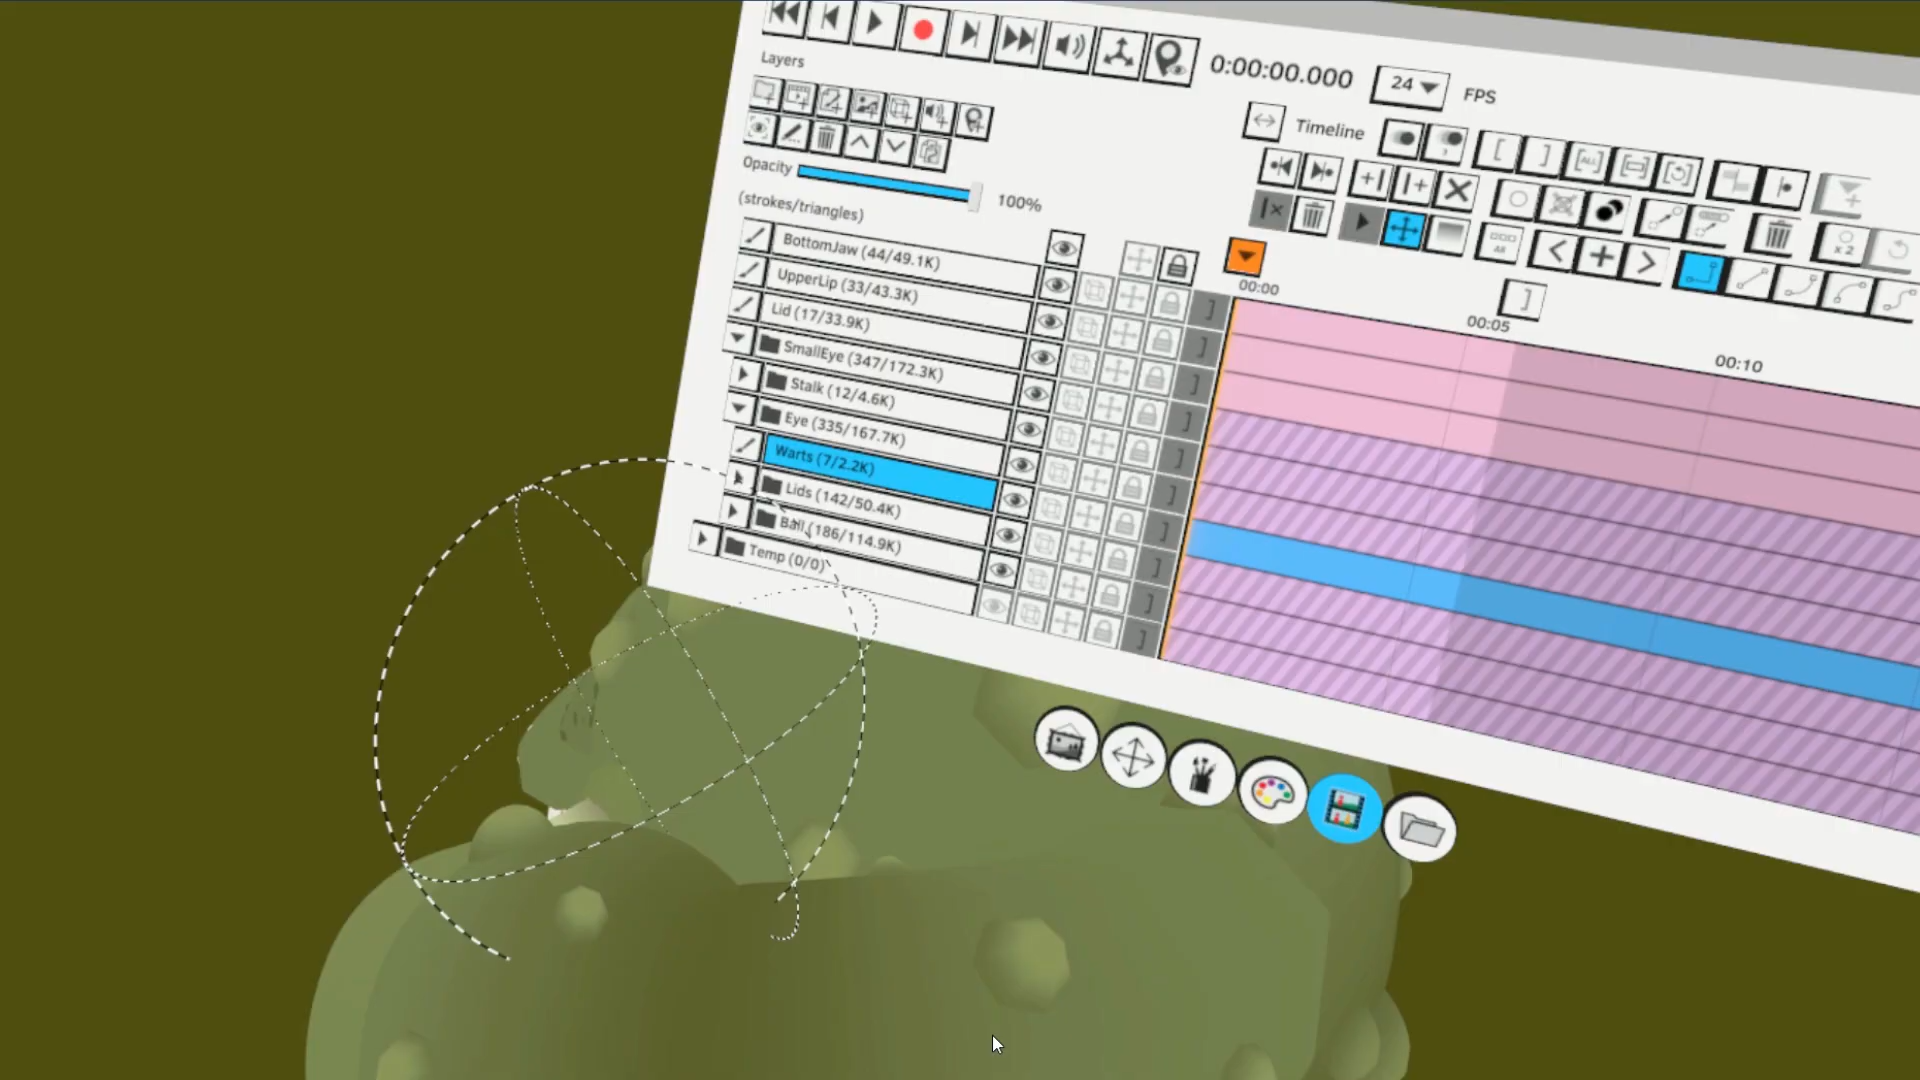 0:00:00.000
24
FPS
Layers
Timeline
ALL
Opacity
100%
(strokes/triangles)
All
x 2
BottomJaw (44/49.1K)
UpperLip (33/43.3K)
Lid (17/33.9K)
SmallEye (347/172.3K)
Stalk (12/4.6K)
Eye (335/167.7K)
Warts (7/2.2K)
Lids (142/50.4K)
Ball (186/114.9K)
Temp (0/0)
00:00
00:05
00:10